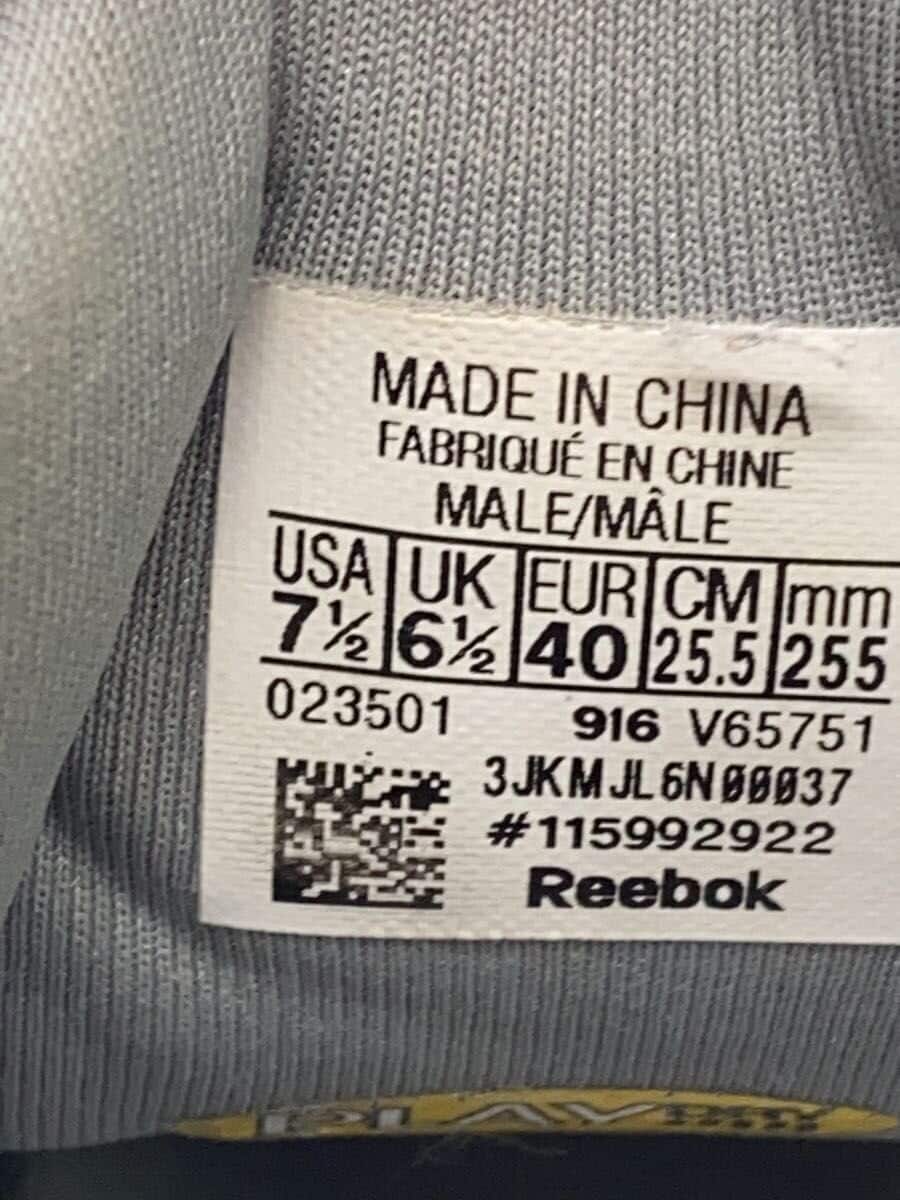 MADE IN CHINA
FABRIQUÉ EN CHINE
MALE/MÂLE
USA UK EUR CM mm
7½ 6½ 40 25.5 255
023501 916 V65751
3JKMJL6N00037
#115992922
Reebok
PLAY